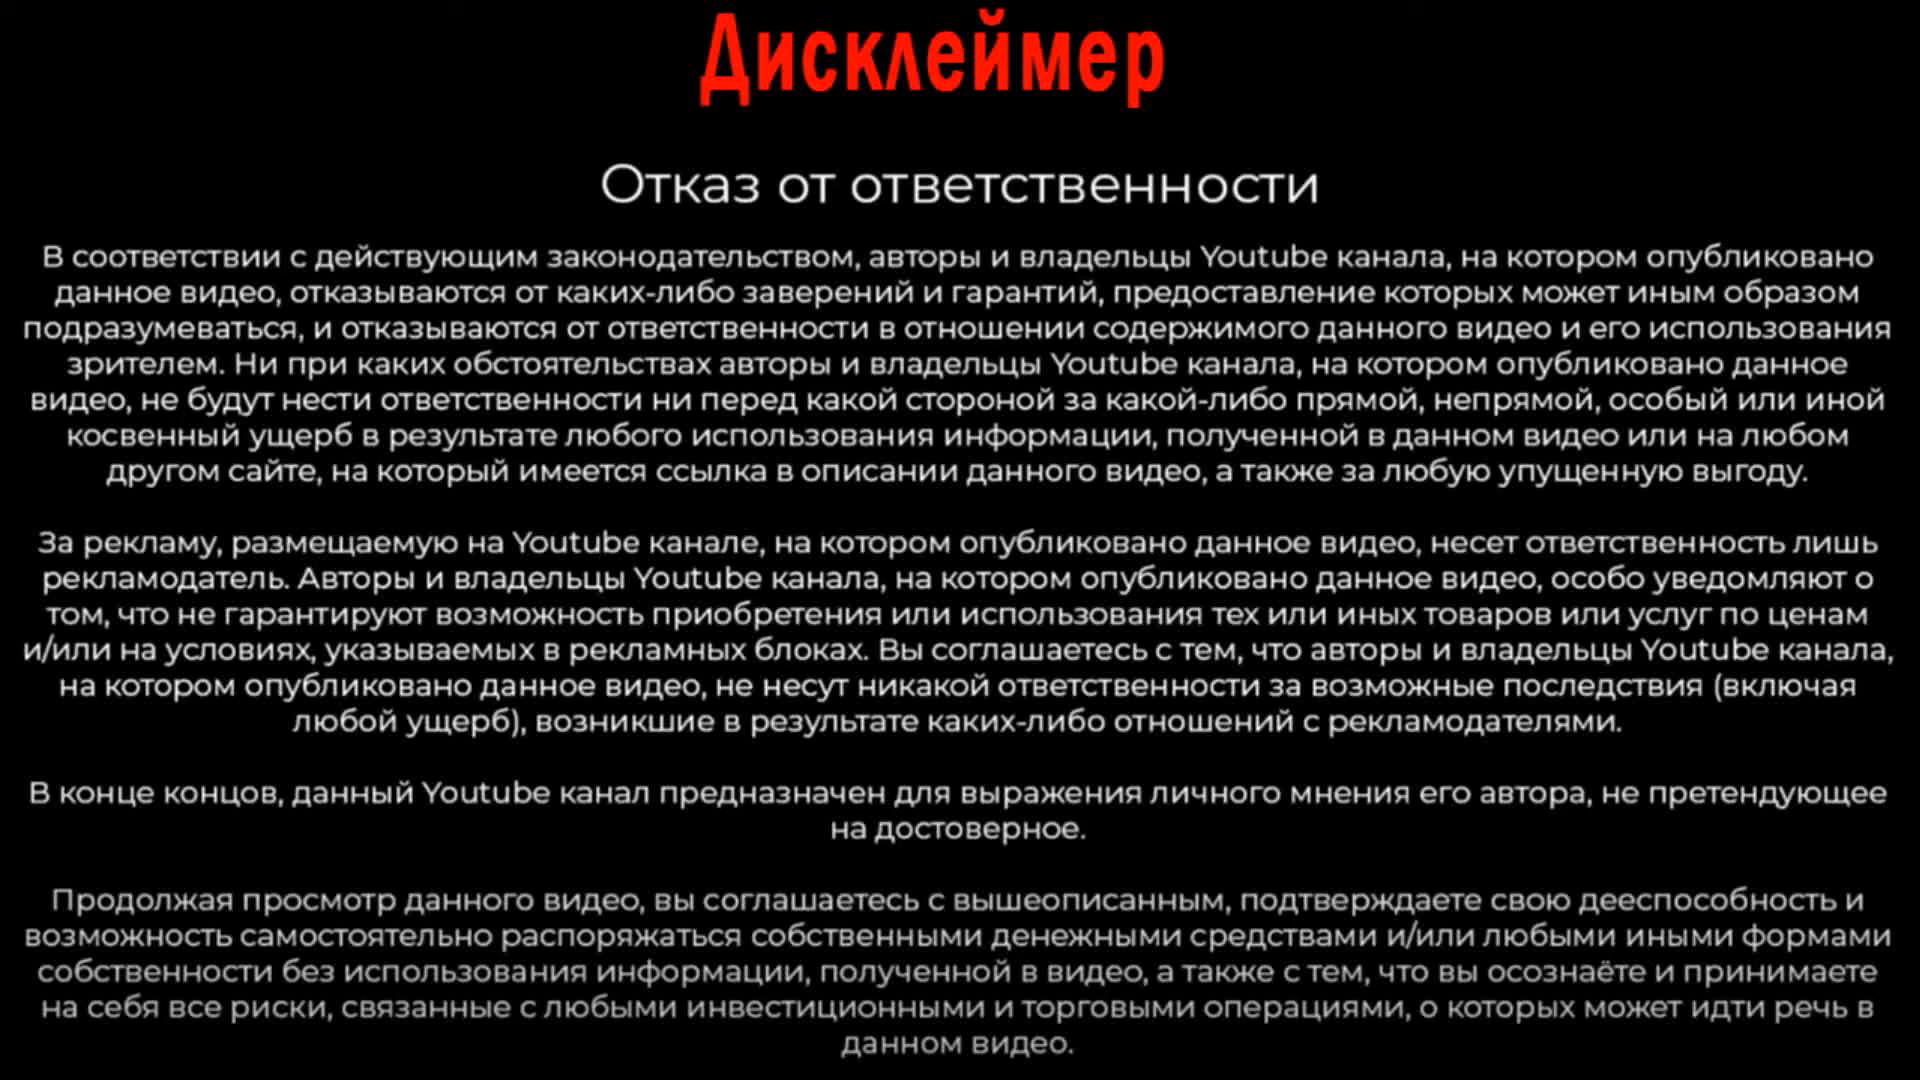 Дисклеймер
Отказ от ответственности
В соответствии с действующим законодательством, авторы и владельцы Youtube канала, на котором опубликовано
данное видео, отказываются от каких-либо заверений и гарантий, предоставление которых может иным образом
подразумеваться, и отказываются от ответственности в отношении содержимого данного видео и его использования
зрителем. Ни при каких обстоятельствах авторы и владельцы Youtube канала, на котором опубликовано данное
видео, не будут нести ответственности ни перед какой стороной за какой-либо прямой, непрямой, особый или иной
косвенный ущерб в результате любого использования информации, полученной в данном видео или на любом
другом сайте, на который имеется ссылка в описании данного видео, а также за любую упущенную выгоду.
За рекламу, размещаемую на Youtube канале, на котором опубликовано данное видео, несет ответственность лишь
рекламодатель. Авторы и владельцы Youtube канала, на котором опубликовано данное видео, особо уведомляют о
том, что не гарантируют возможность приобретения или использования тех или иных товаров или услуг по ценам
и/или на условиях, указываемых в рекламных блоках. Вы соглашаетесь с тем, что авторы и владельцы Youtube канала,
на котором опубликовано данное видео, не несут никакой ответственности за возможные последствия (включая
любой ущерб), возникшие в результате каких-либо отношений с рекламодателями.
В конце концов, данный Youtube канал предназначен для выражения личного мнения его автора, не претендующее
на достоверное.
Продолжая просмотр данного видео, вы соглашаетесь с вышеописанным, подтверждаете свою дееспособность и
возможность самостоятельно распоряжаться собственными денежными средствами и/или любыми иными формами
собственности без использования информации, полученной в видео, а также с тем, что вы осознаёте и принимаете
на себя все риски, связанные с любыми инвестиционными и торговыми операциями, о которых может идти речь в
данном видео.